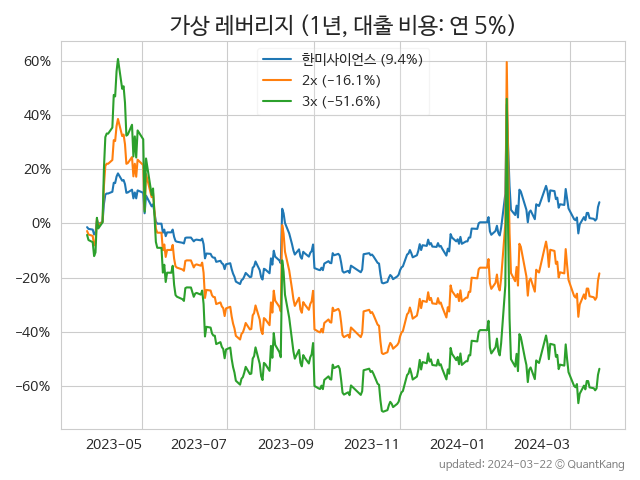 가상 레버리지 (1년, 대출 비용: 연 5%)
한미사이언스 (9.4%)
2x (−16.1%)
3x (−51.6%)
60%
40%
20%
0%
−20%
−40%
−60%
2023-05 2023-07 2023-09 2023-11 2024-01 2024-03
updated: 2024-03-22 © QuantKang